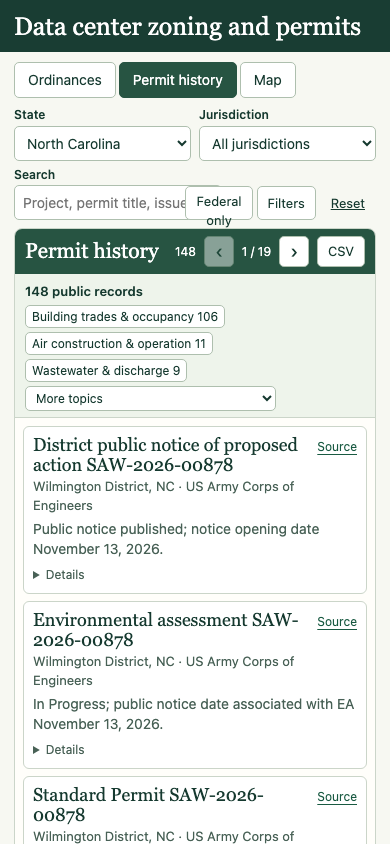 Data center zoning and permits
Ordinances
Permit history
Map
State
Jurisdiction
North Carolina
All jurisdictions
Search
Project, permit title, issue
Federal only
Filters
Reset
Permit history
148
‹
1 / 19
›
CSV
148 public records
Building trades & occupancy 106
Air construction & operation 11
Wastewater & discharge 9
More topics
District public notice of proposed
action SAW-2026-00878
Source
Wilmington District, NC · US Army Corps of
Engineers
Public notice published; notice opening date
November 13, 2026.
Details
Environmental assessment SAW-
2026-00878
Source
Wilmington District, NC · US Army Corps of
Engineers
In Progress; public notice date associated with EA
November 13, 2026.
Details
Standard Permit SAW-2026-
00878
Source
Wilmington District, NC · US Army Corps of